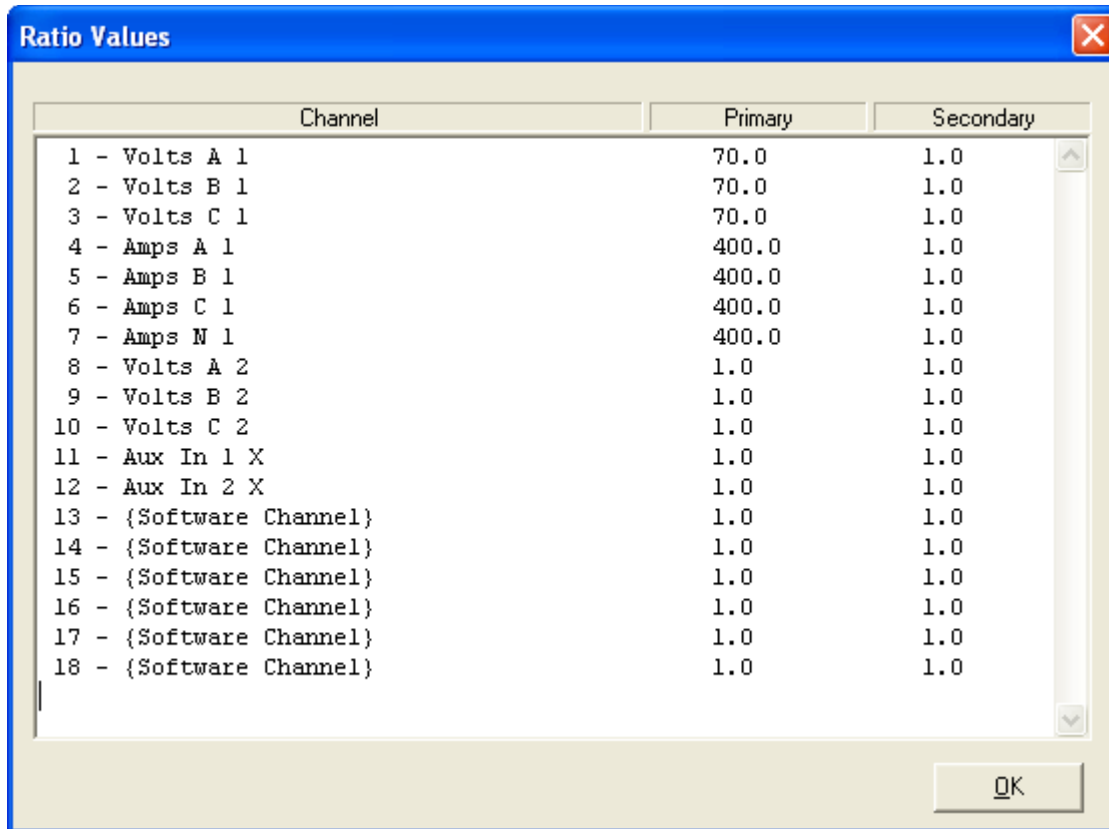 Ratio Values
Channel Primary Secondary
1 - Volts A 1 70.0 1.0
2 - Volts B 1 70.0 1.0
3 - Volts C 1 70.0 1.0
4 - Amps A 1 400.0 1.0
5 - Amps B 1 400.0 1.0
6 - Amps C 1 400.0 1.0
7 - Amps N 1 400.0 1.0
8 - Volts A 2 1.0 1.0
9 - Volts B 2 1.0 1.0
10 - Volts C 2 1.0 1.0
11 - Aux In 1 X 1.0 1.0
12 - Aux In 2 X 1.0 1.0
13 - {Software Channel} 1.0 1.0
14 - {Software Channel} 1.0 1.0
15 - {Software Channel} 1.0 1.0
16 - {Software Channel} 1.0 1.0
17 - {Software Channel} 1.0 1.0
18 - {Software Channel} 1.0 1.0
OK